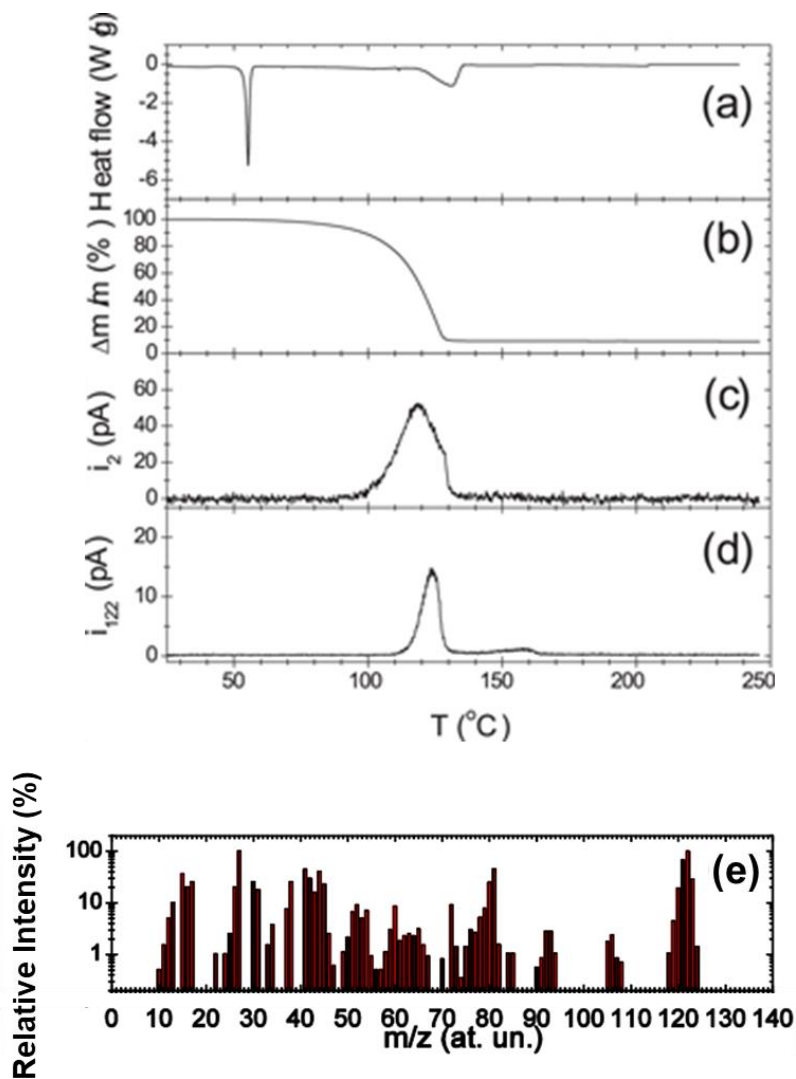 Heat flow (W g)
0
-2
-4
-6
(a)
Δm /m (% )
100
80
60
40
20
0
(b)
i2 (pA)
60
40
20
0
(c)
i122 (pA)
20
10
0
(d)
50 100 150 200 250
T (°C)
Relative Intensity (%)
100
10
1
(e)
0 10 20 30 40 50 60 70 80 90 100 110 120 130 140
m/z (at. un.)